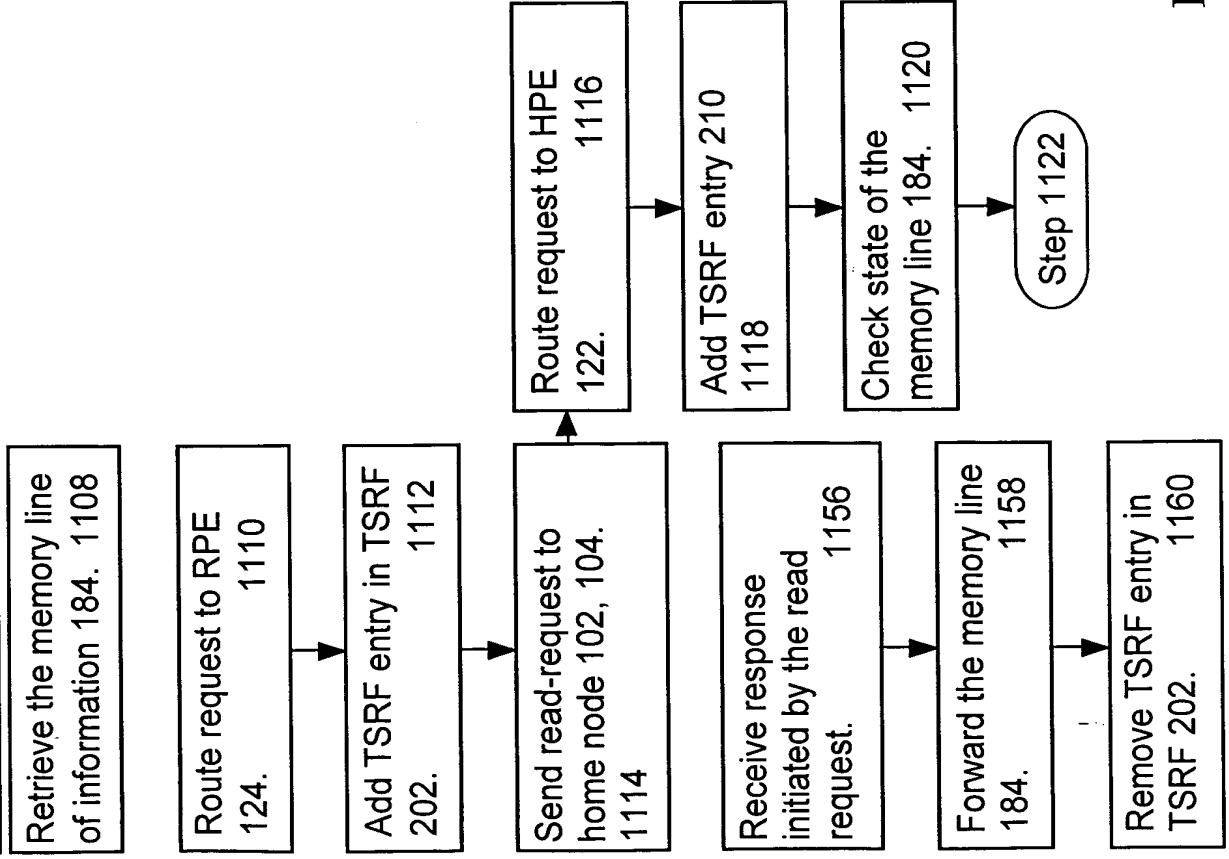 Retrieve the memory line
of information 184. 1108
Route request to RPE
124. 1110
Add TSRF entry in TSRF
202. 1112
Send read-request to
home node 102, 104.
1114
Route request to HPE
122. 1116
Add TSRF entry 210
1118
Check state of the
memory line 184. 1120
Step 1122
Receive response
initiated by the read
request. 1156
Forward the memory line
184. 1158
Remove TSRF entry in
TSRF 202. 1160